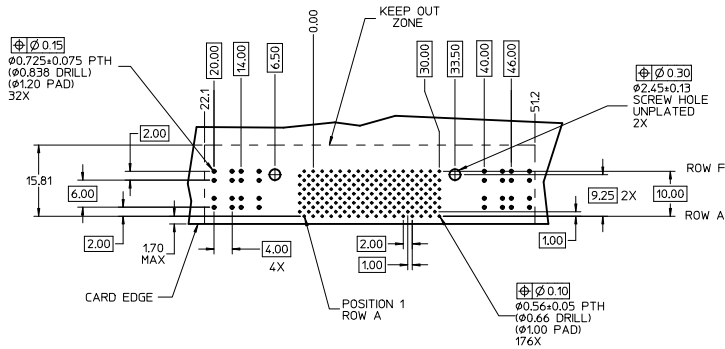 KEEP OUT
ZONE
⌖ Ø 0.15
Ø0.725±0.075 PTH
(Ø0.838 DRILL)
(Ø1.20 PAD)
32X
22.1
20.00
14.00
6.50
0.00
30.00
33.50
40.00
46.00
51.2
⌖ Ø 0.30
Ø2.45±0.13
SCREW HOLE
UNPLATED
2X
2.00
15.81
6.00
2.00
1.70
MAX
4.00
4X
2.00
1.00
ROW F
9.25 2X
10.00
ROW A
1.00
CARD EDGE
POSITION 1
ROW A
⌖ Ø 0.10
Ø0.56±0.05 PTH
(Ø0.66 DRILL)
(Ø1.00 PAD)
176X